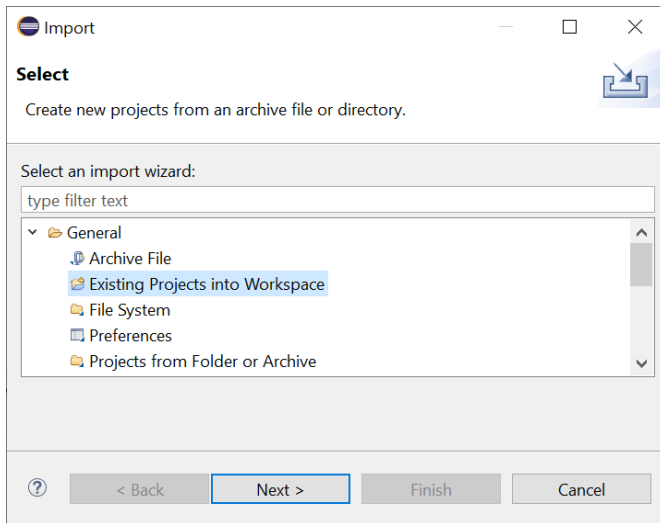 Import
Select
Create new projects from an archive file or directory.
Select an import wizard:
type filter text
General
Archive File
Existing Projects into Workspace
File System
Preferences
Projects from Folder or Archive
? < Back Next > Finish Cancel